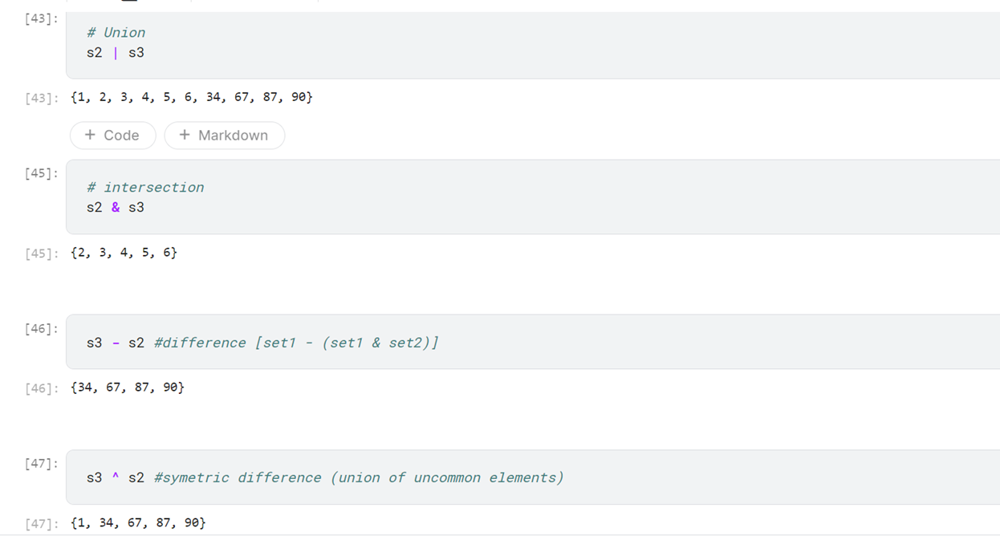 [43]:
# Union
s2 | s3
[43]: {1, 2, 3, 4, 5, 6, 34, 67, 87, 90}
+ Code + Markdown
[45]:
# intersection
s2 & s3
[45]: {2, 3, 4, 5, 6}
[46]:
s3 - s2 #difference [set1 - (set1 & set2)]
[46]: {34, 67, 87, 90}
[47]:
s3 ^ s2 #symetric difference (union of uncommon elements)
[47]: {1, 34, 67, 87, 90}